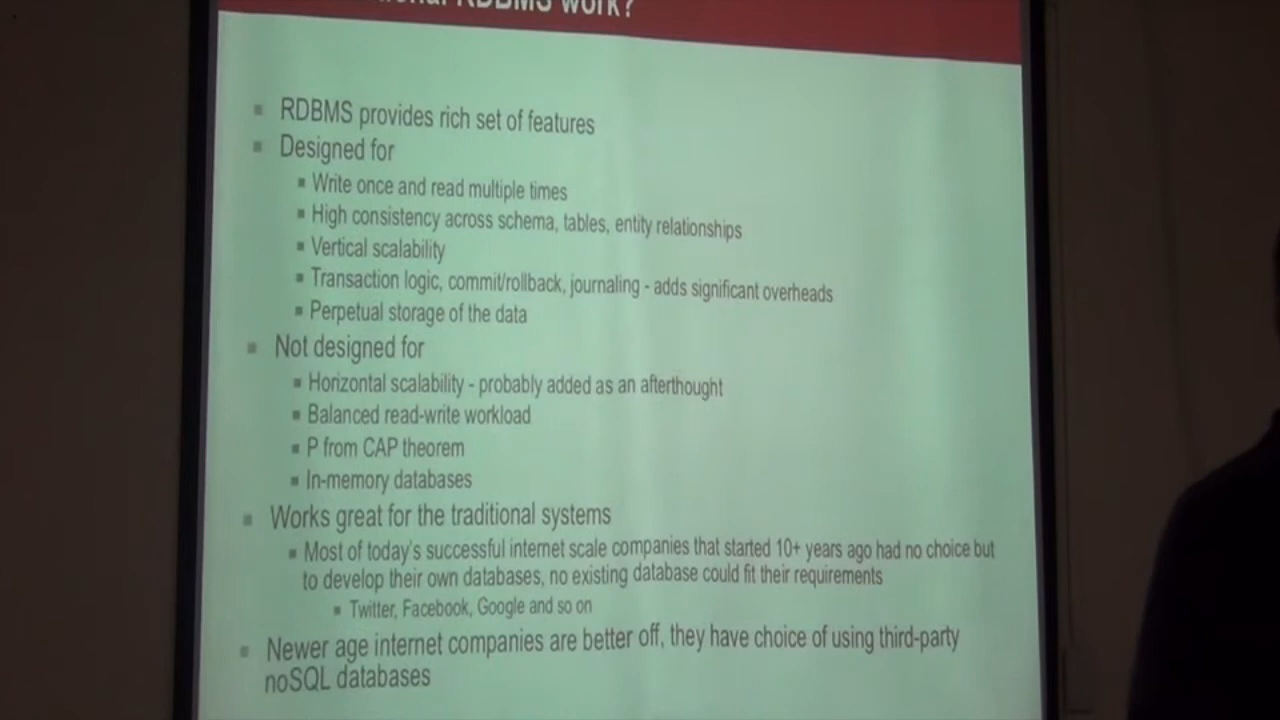 RDBMS work?
RDBMS provides rich set of features
Designed for
Write once and read multiple times
High consistency across schema, tables, entity relationships
Vertical scalability
Transaction logic, commit/rollback, journaling - adds significant overheads
Perpetual storage of the data
Not designed for
Horizontal scalability - probably added as an afterthought
Balanced read-write workload
P from CAP theorem
In-memory databases
Works great for the traditional systems
Most of today's successful internet scale companies that started 10+ years ago had no choice but
to develop their own databases, no existing database could fit their requirements
Twitter, Facebook, Google and so on
Newer age internet companies are better off, they have choice of using third-party
noSQL databases